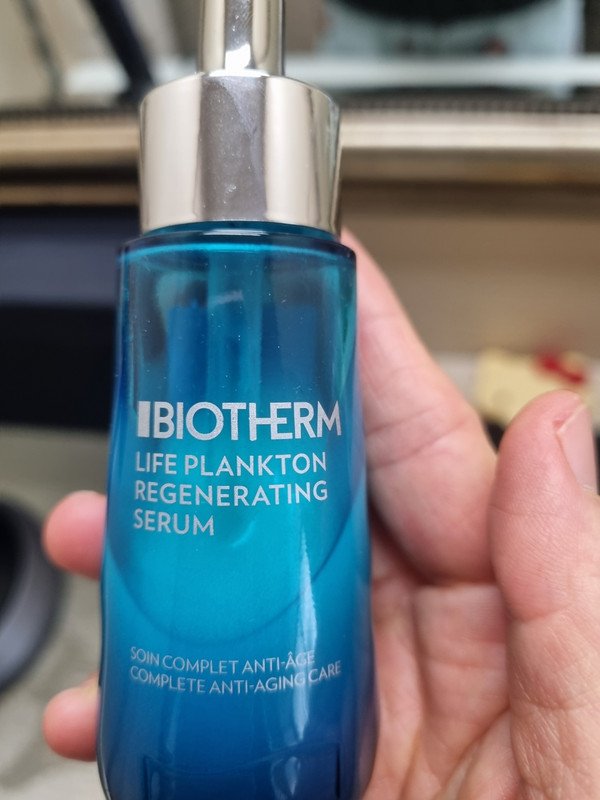 BIOTHERM
LIFE PLANKTON
REGENERATING
SERUM
SOIN COMPLET ANTI-ÂGE
COMPLETE ANTI-AGING CARE